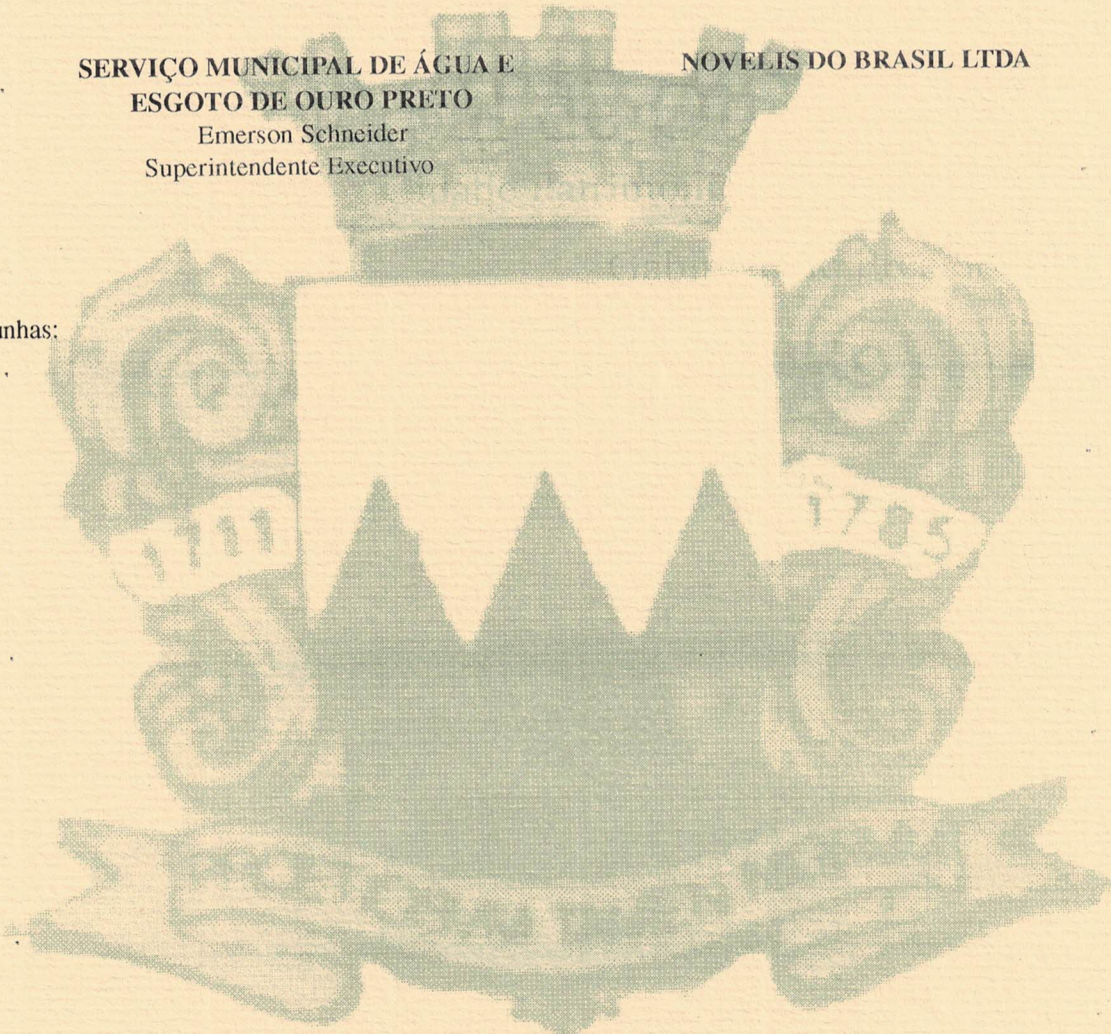 SERVIÇO MUNICIPAL DE ÁGUA E
ESGOTO DE OURO PRETO
Emerson Schneider
Superintendente Executivo
NOVELIS DO BRASIL LTDA
unhas:
1711
1785